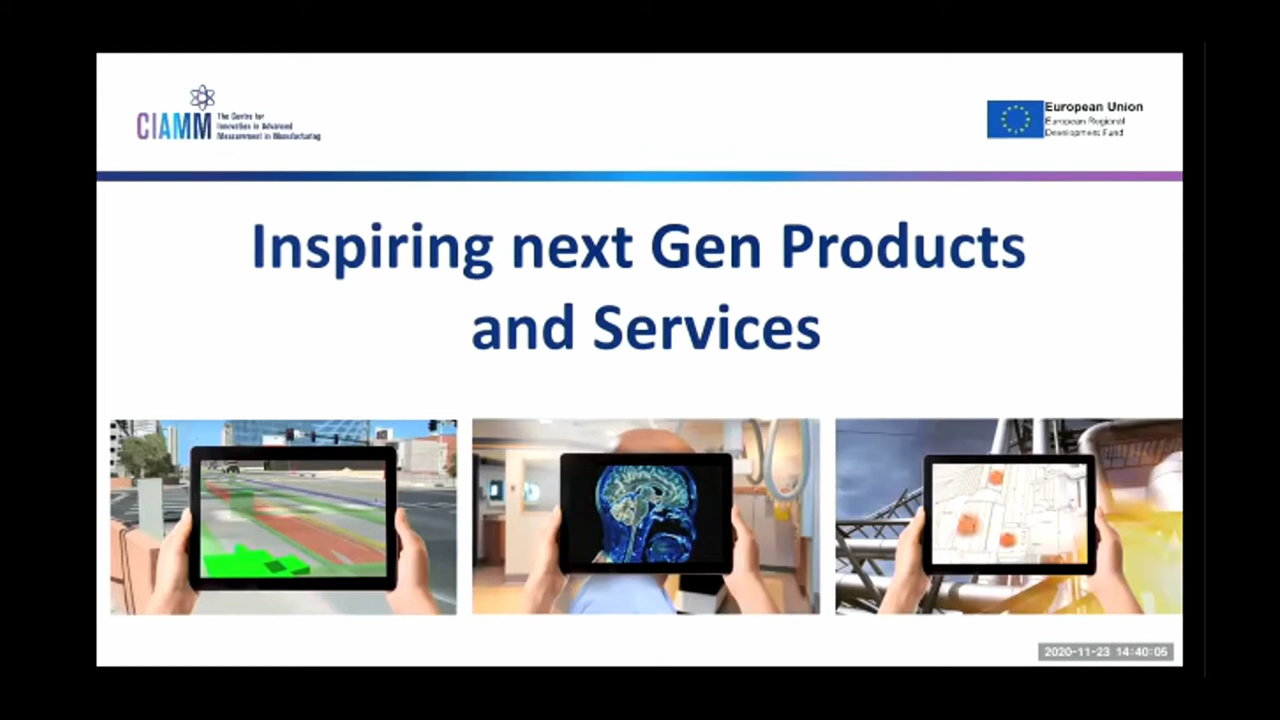 CIAMM
The Centre for
Innovation in Advanced
Measurement in Manufacturing
European Union
European Regional
Development Fund
Inspiring next Gen Products
and Services
2020-11-23 14:40:05